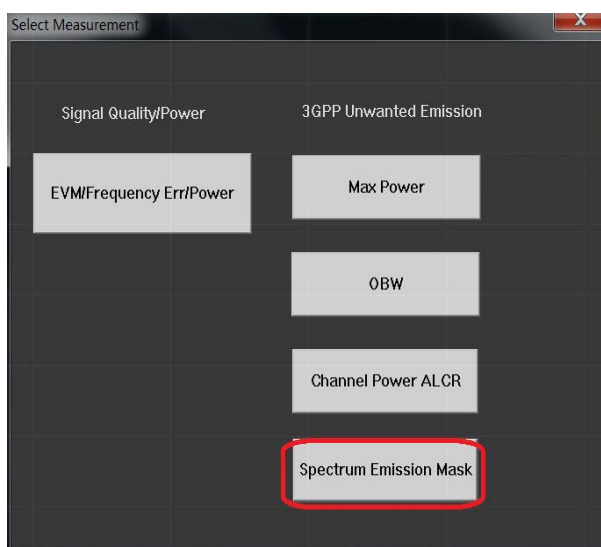 Select Measurement
X
Signal Quality/Power
3GPP Unwanted Emission
EVM/Frequency Err/Power
Max Power
OBW
Channel Power ALCR
Spectrum Emission Mask